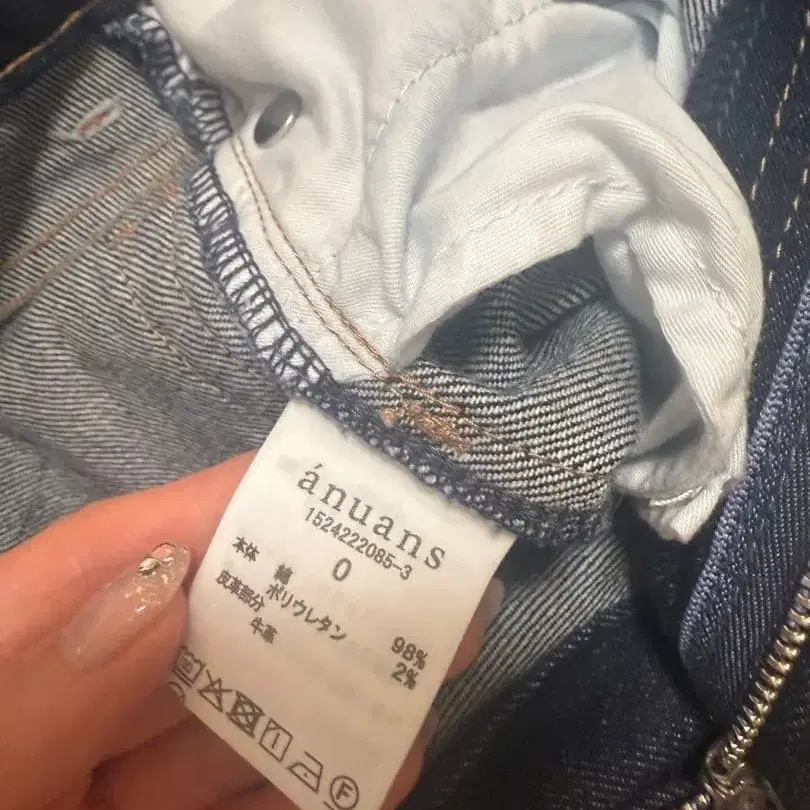 ánuans
1524222085-3
0
本体 綿 98%
ポリウレタン 2%
皮革部分 牛革
F